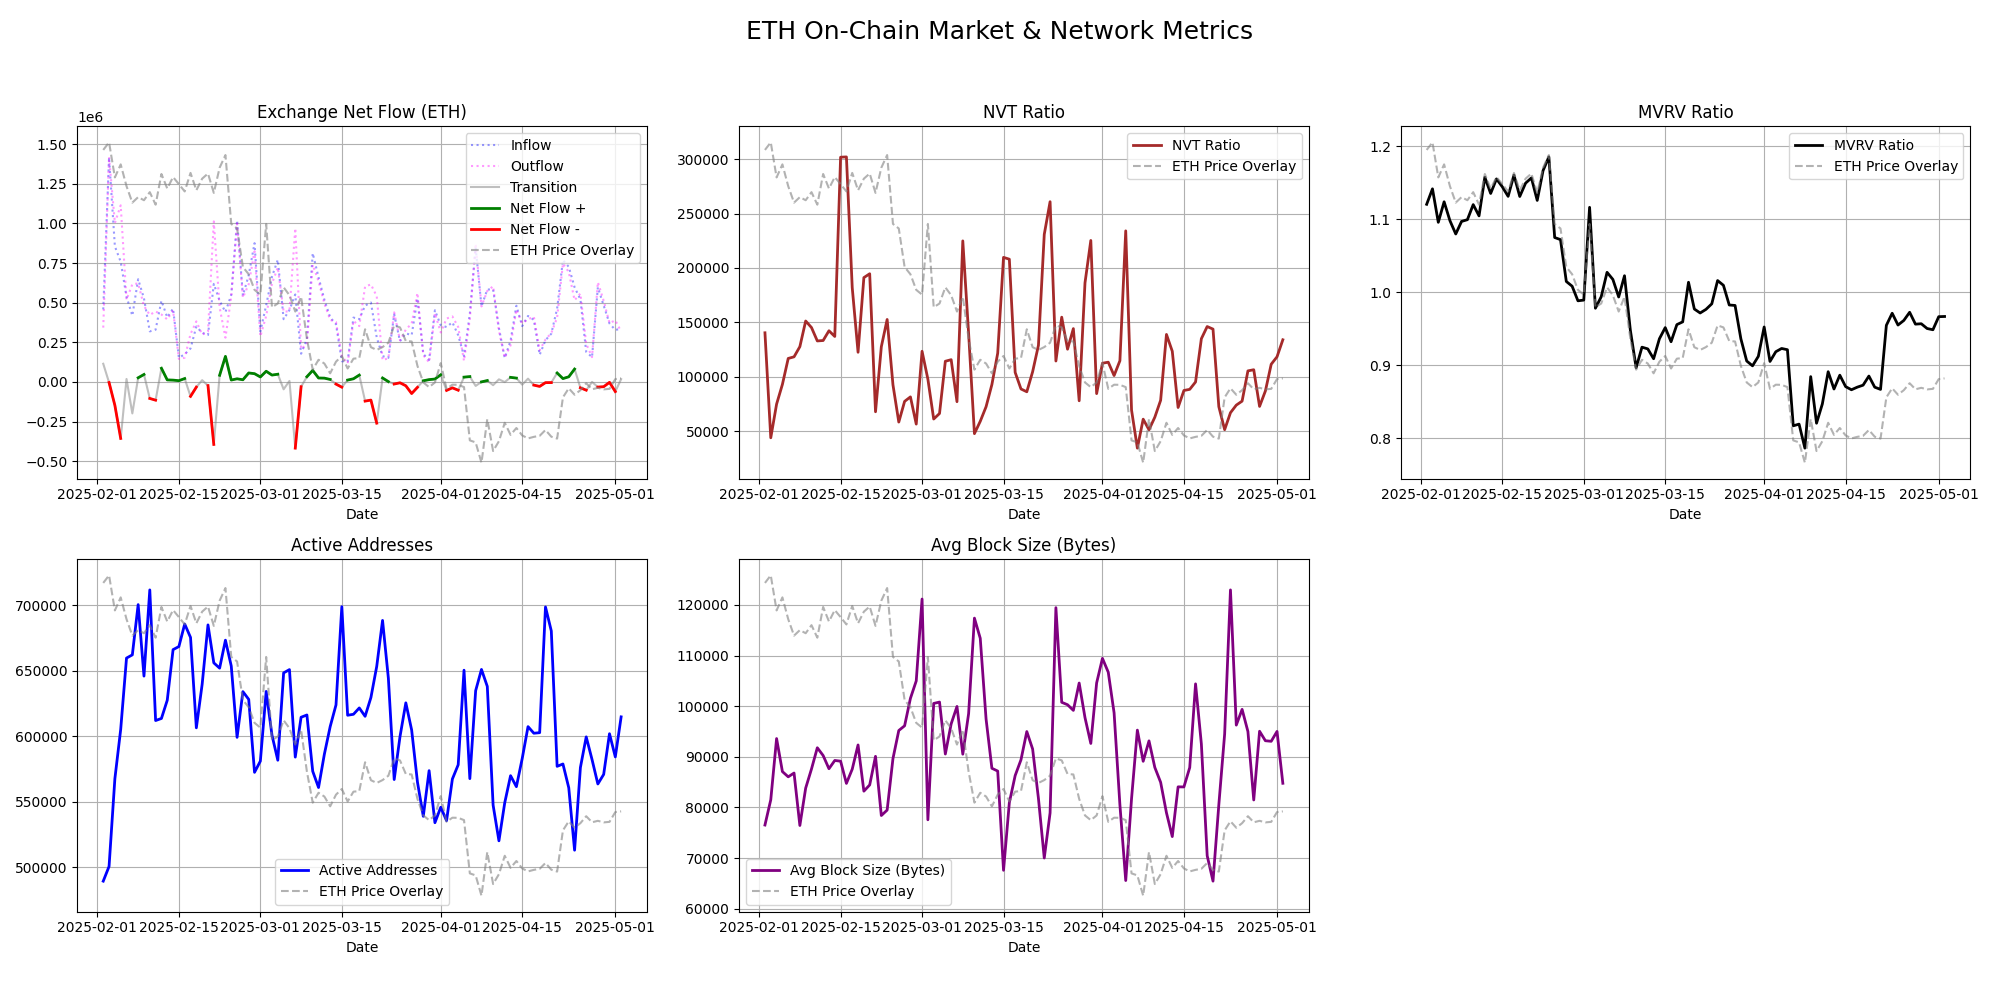 ETH On-Chain Market & Network Metrics
Exchange Net Flow (ETH)
1e6
1.50
1.25
1.00
0.75
0.50
0.25
0.00
−0.25
−0.50
Inflow
Outflow
Transition
Net Flow +
Net Flow -
ETH Price Overlay
2025-02-01 2025-02-15 2025-03-01 2025-03-15 2025-04-01 2025-04-15 2025-05-01
Date
NVT Ratio
300000
250000
200000
150000
100000
50000
NVT Ratio
ETH Price Overlay
2025-02-01 2025-02-15 2025-03-01 2025-03-15 2025-04-01 2025-04-15 2025-05-01
Date
MVRV Ratio
1.2
1.1
1.0
0.9
0.8
MVRV Ratio
ETH Price Overlay
2025-02-01 2025-02-15 2025-03-01 2025-03-15 2025-04-01 2025-04-15 2025-05-01
Date
Active Addresses
700000
650000
600000
550000
500000
Active Addresses
ETH Price Overlay
2025-02-01 2025-02-15 2025-03-01 2025-03-15 2025-04-01 2025-04-15 2025-05-01
Date
Avg Block Size (Bytes)
120000
110000
100000
90000
80000
70000
60000
Avg Block Size (Bytes)
ETH Price Overlay
2025-02-01 2025-02-15 2025-03-01 2025-03-15 2025-04-01 2025-04-15 2025-05-01
Date